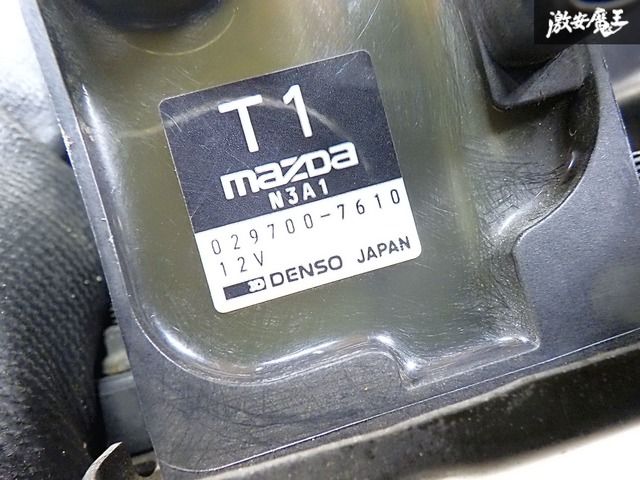 激安魔王
T1
mazda
N3A1
029700-7610
12V
DENSO JAPAN